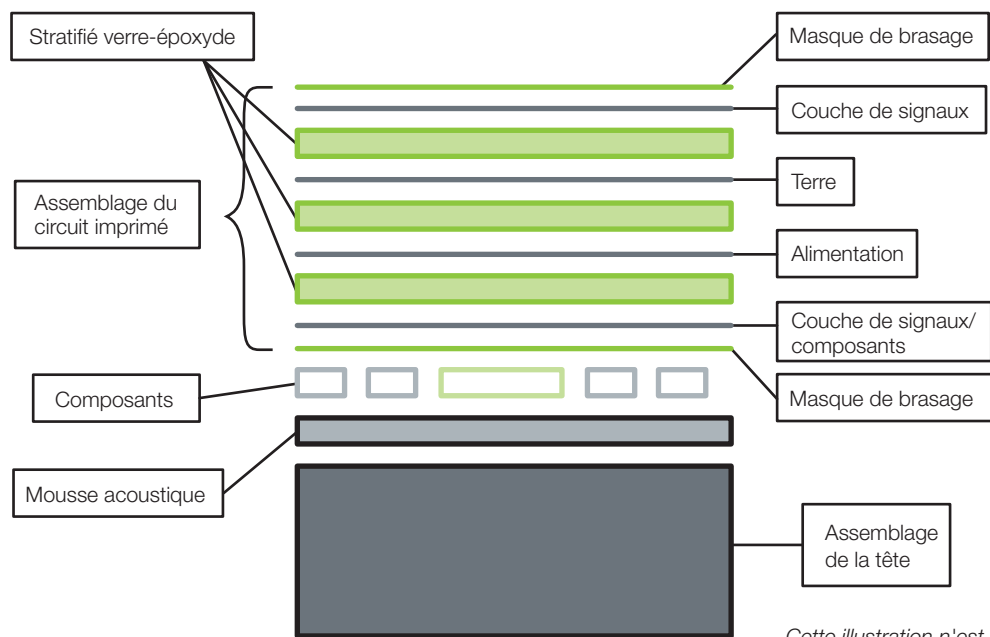 Stratifié verre-époxyde
Masque de brasage
Couche de signaux
Terre
Assemblage du
circuit imprimé
Alimentation
Couche de signaux/
composants
Composants
Masque de brasage
Mousse acoustique
Assemblage
de la tête
Cette illustration n'est